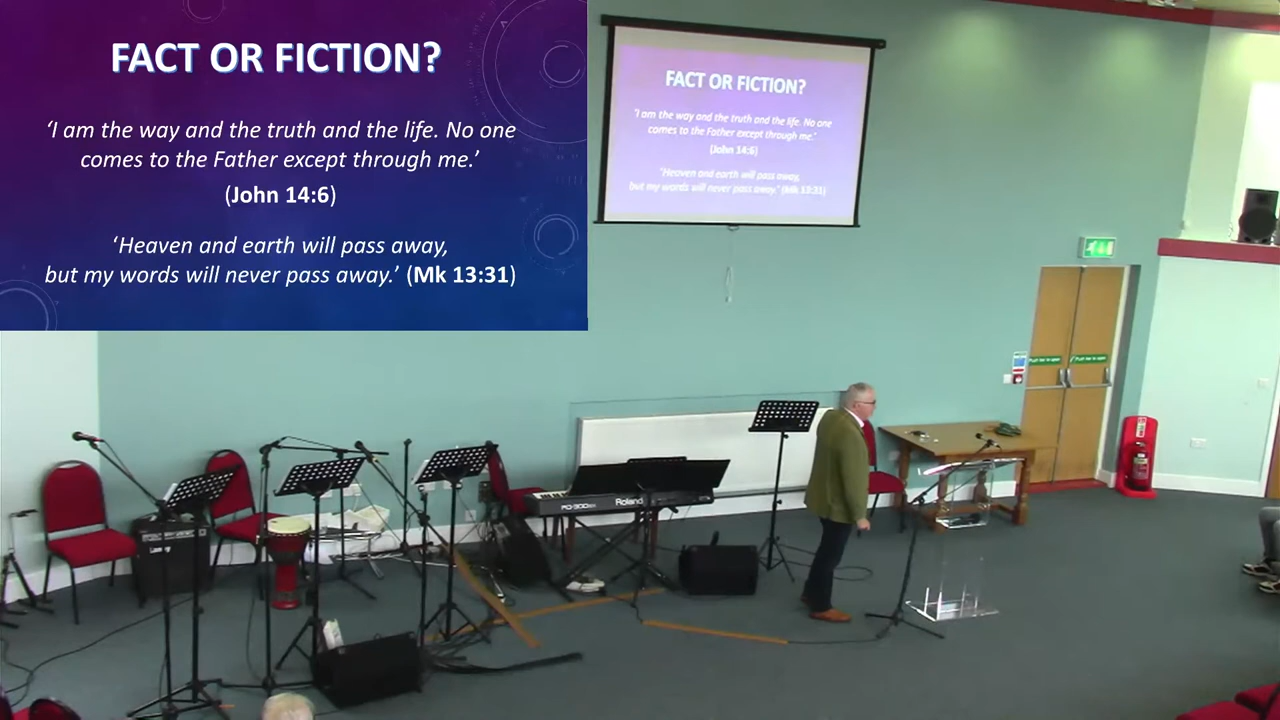 FACT OR FICTION?
‘I am the way and the truth and the life. No one
comes to the Father except through me.’
(John 14:6)
‘Heaven and earth will pass away,
but my words will never pass away.’ (Mk 13:31)
FACT OR FICTION?
‘I am the way and the truth and the life. No one
comes to the Father except through me.’
(John 14:6)
‘Heaven and earth will pass away,
but my words will never pass away.’ (Mk 13:31)
Roland